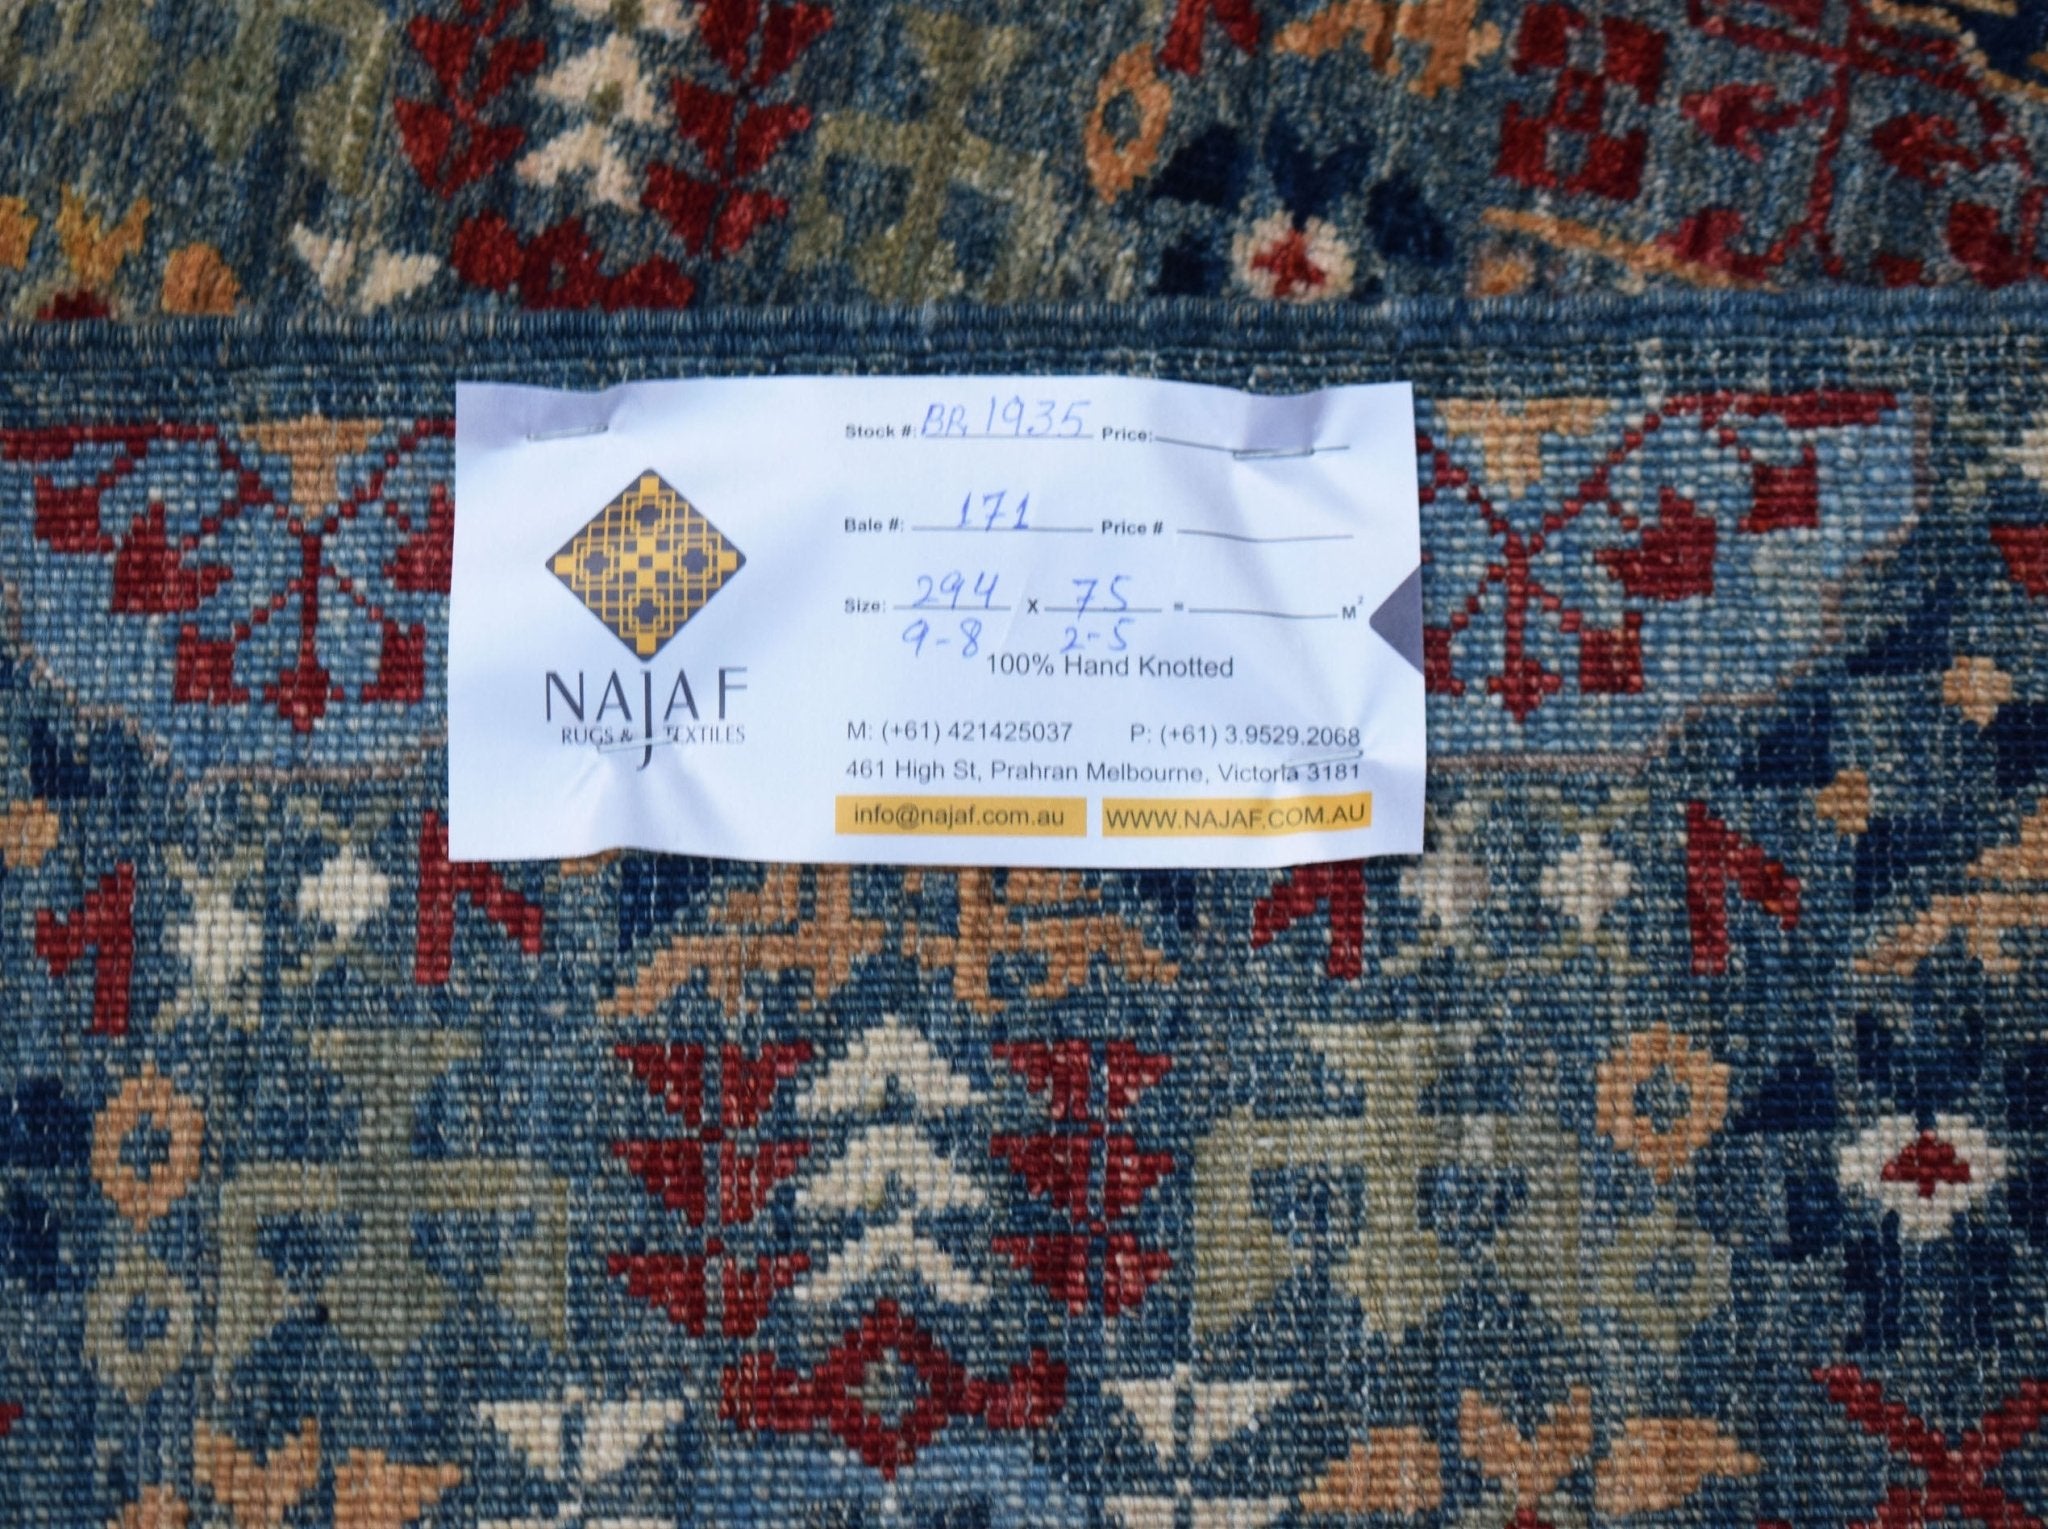 Stock #: BR 1935 Price:
Bale #: 171 Price #
Size: 294 x 75 = M²
9-8 2-5
100% Hand Knotted
NAJAF
RUGS & TEXTILES
M: (+61) 421425037 P: (+61) 3.9529.2068
461 High St, Prahran Melbourne, Victoria 3181
info@najaf.com.au WWW.NAJAF.COM.AU